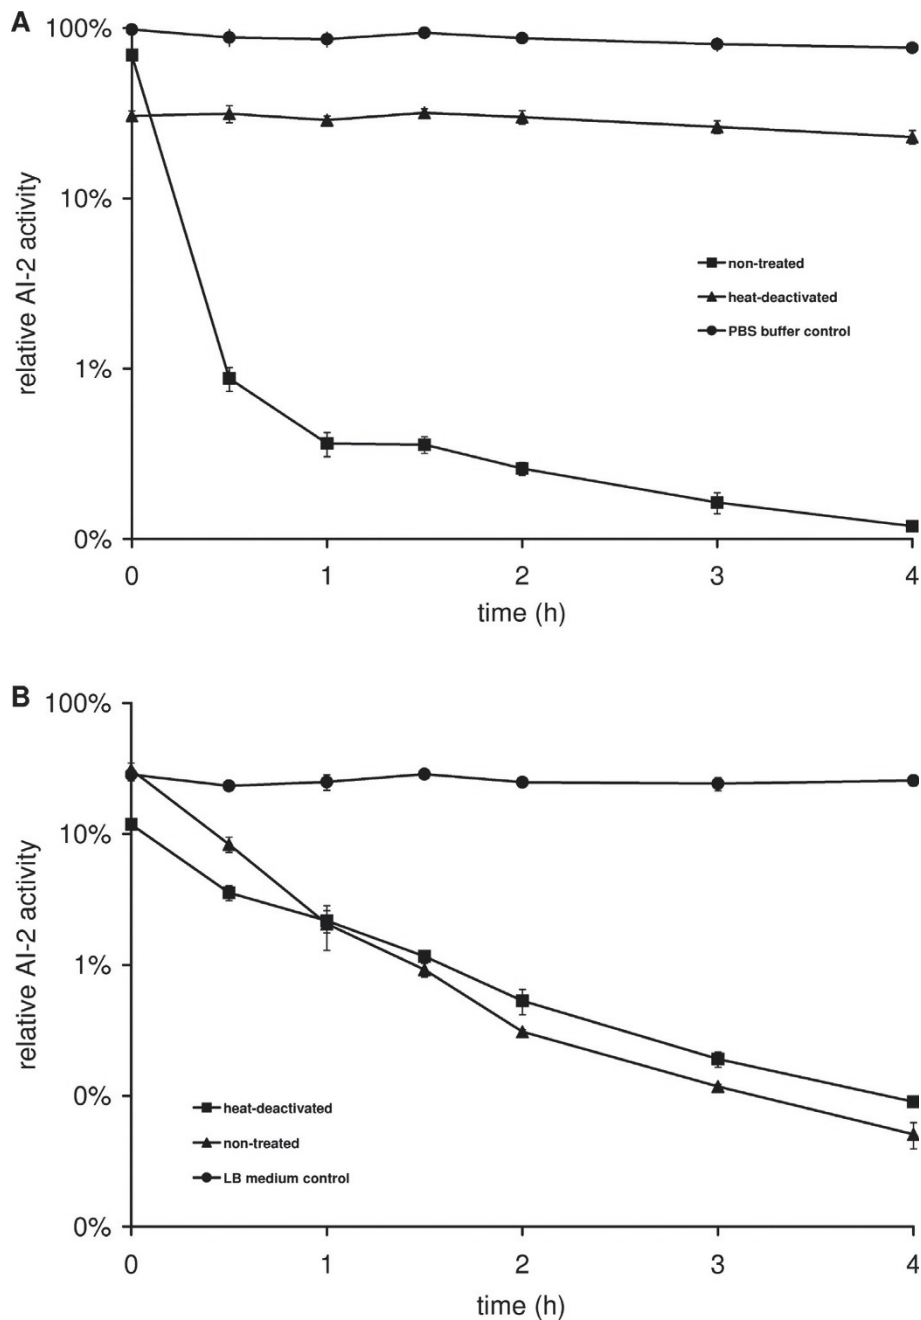 A
100%
10%
1%
0%
relative AI-2 activity
non-treated
heat-deactivated
PBS buffer control
0 1 2 3 4
time (h)
B
100%
10%
1%
0%
0%
relative AI-2 activity
heat-deactivated
non-treated
LB medium control
0 1 2 3 4
time (h)